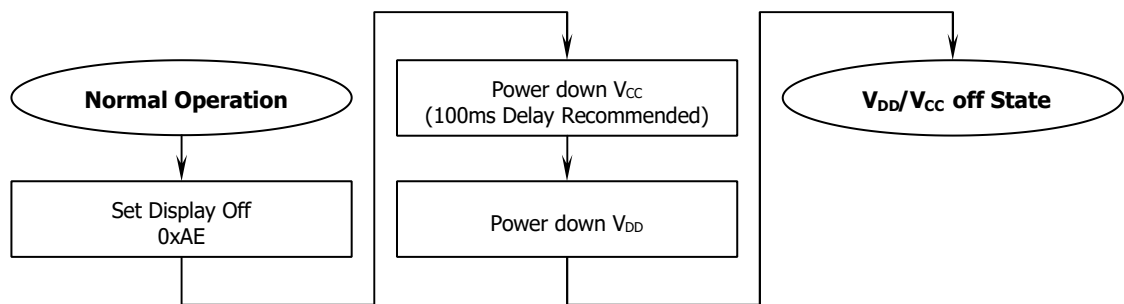 Normal Operation
Set Display Off
0xAE
Power down VCC
(100ms Delay Recommended)
Power down VDD
VDD/VCC off State